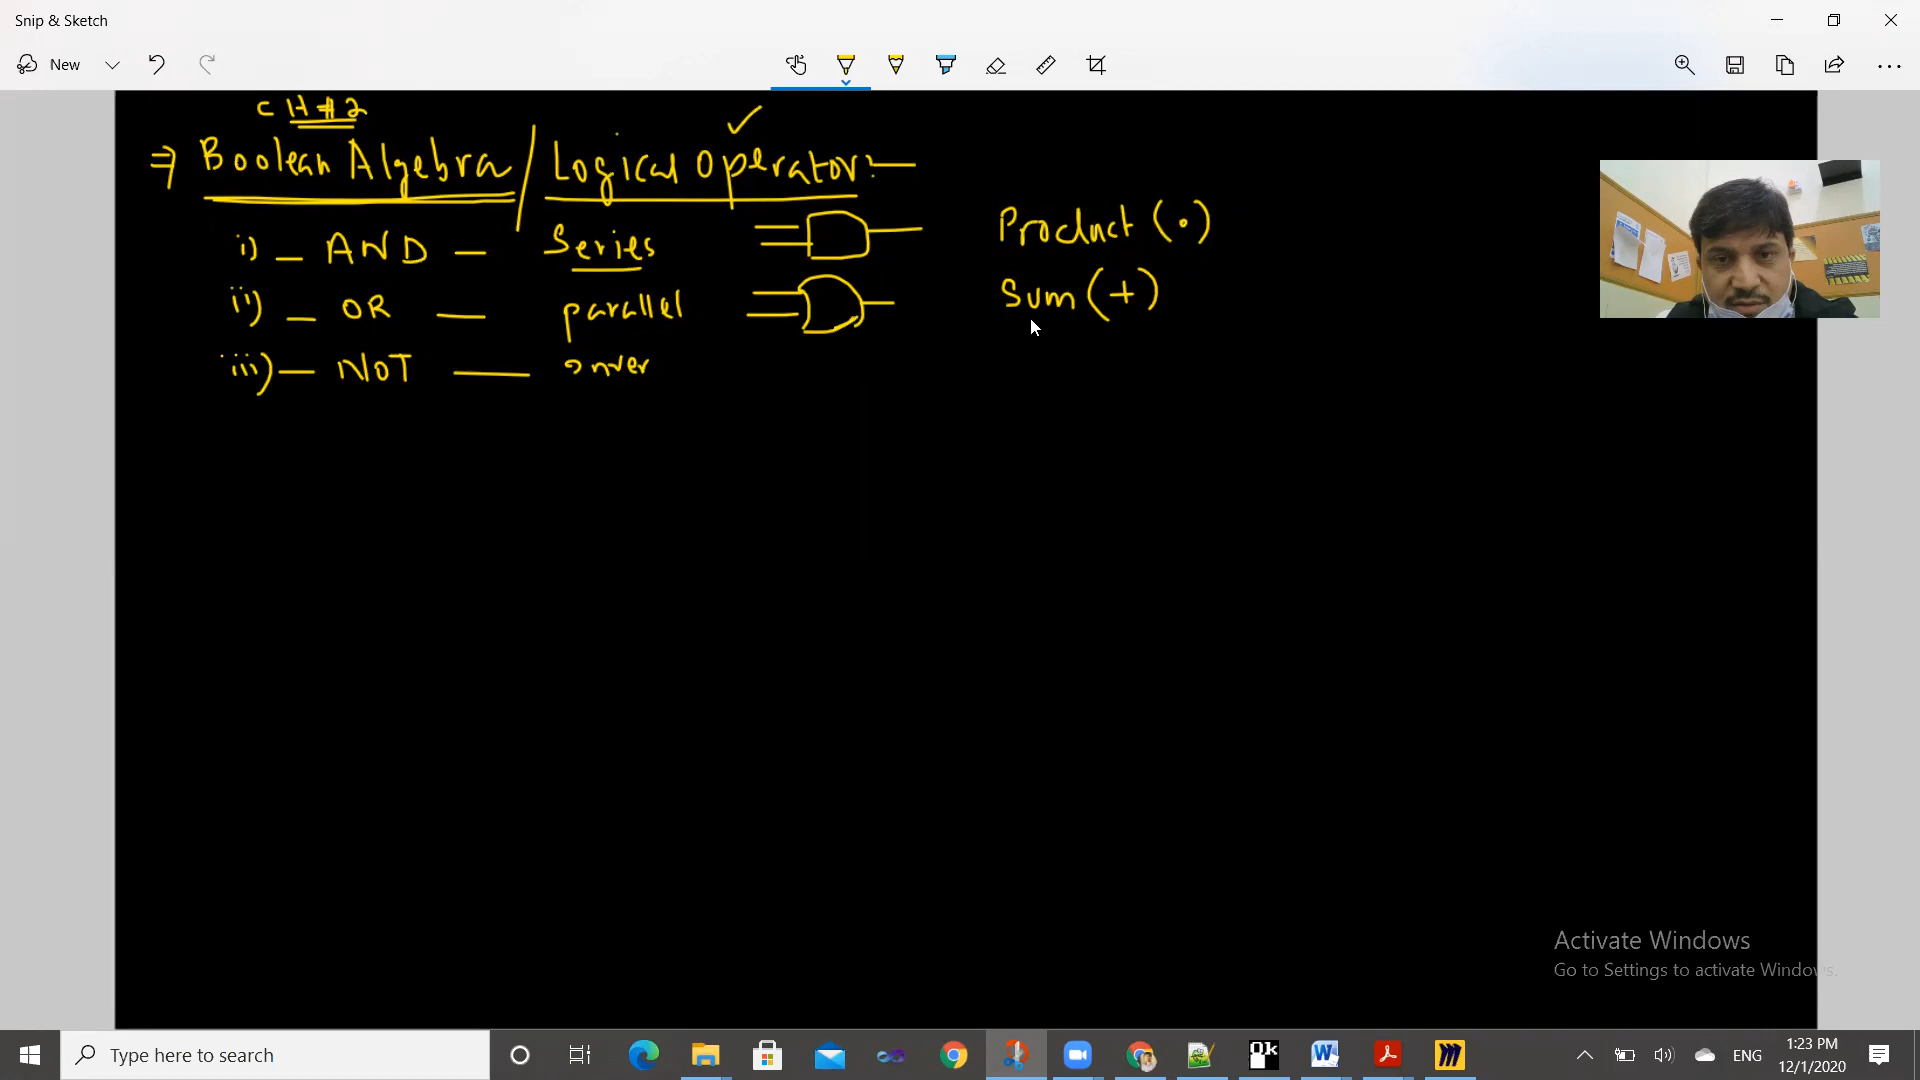 Snip & Sketch
New
CH#2
⇒ Boolean Algebra / Logical Operator:—
i) — AND — Series Product (•)
ii) — OR — parallel Sum (+)
iii) — NOT —
Activate Windows
Go to Settings to activate Windows.
Type here to search
Qk
ENG
1:23 PM
12/1/2020